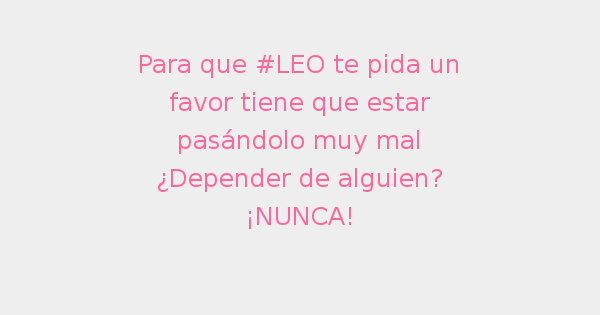 Para que #LEO te pida un
favor tiene que estar
pasándolo muy mal
¿Depender de alguien?
¡NUNCA!